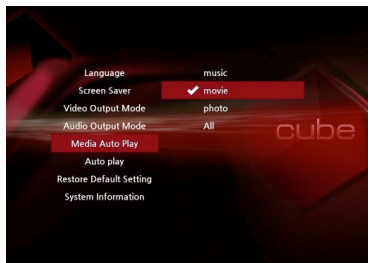 Language
Screen Saver
Video Output Mode
Audio Output Mode
Media Auto Play
Auto play
Restore Default Setting
System Information
music
movie
photo
All
cube